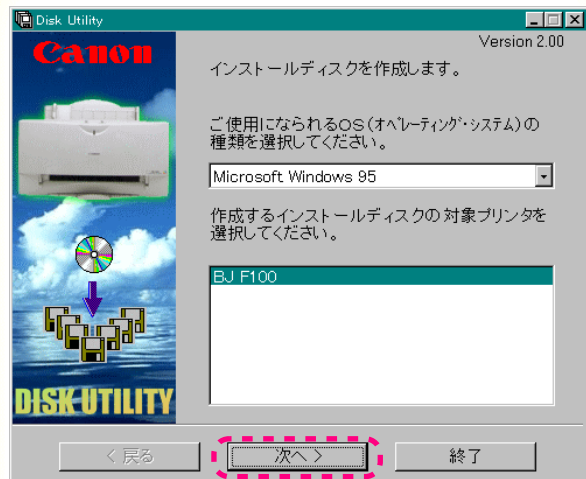 Disk Utility
Canon
Version 2.00
インストールディスクを作成します。
ご使用になられるOS(ｵﾍﾟﾚｰﾃｨﾝｸﾞ･ｼｽﾃﾑ)の
種類を選択してください。
Microsoft Windows 95
作成するインストールディスクの対象プリンタを
選択してください。
BJ F100
DISK UTILITY
< 戻る
次へ >
終了